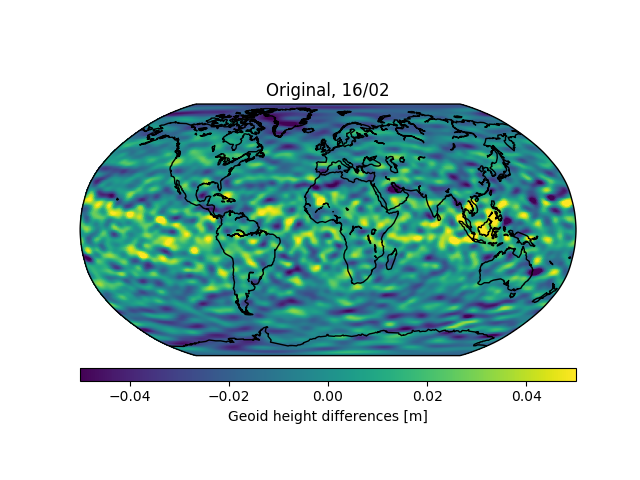 Original, 16/02
−0.04 −0.02 0.00 0.02 0.04
Geoid height differences [m]